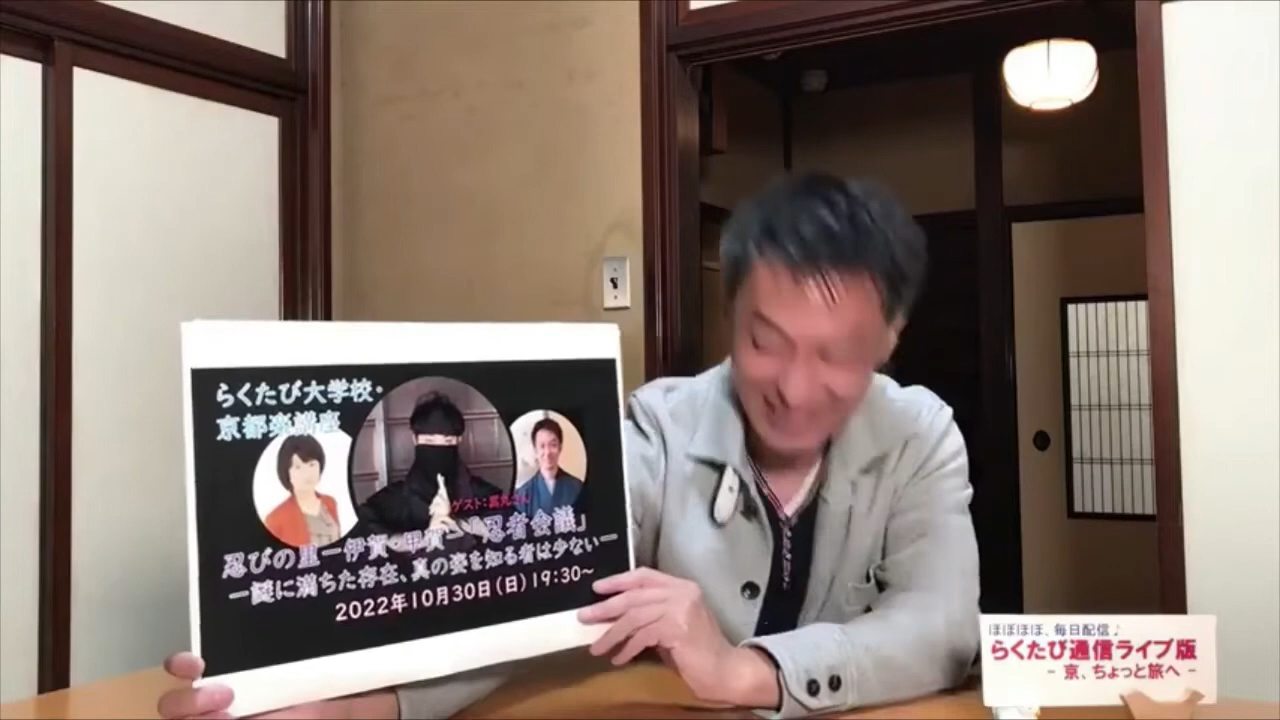 らくたび大学校・
京都楽講座
ゲスト:嵩丸さん
忍びの里ー伊賀・甲賀ー「忍者会議」
ー謎に満ちた存在、真の姿を知る者は少ないー
2022年10月30日(日)19:30~
ほぼほぼ、毎日配信♪
らくたび通信ライブ版
- 京、ちょっと旅へ -